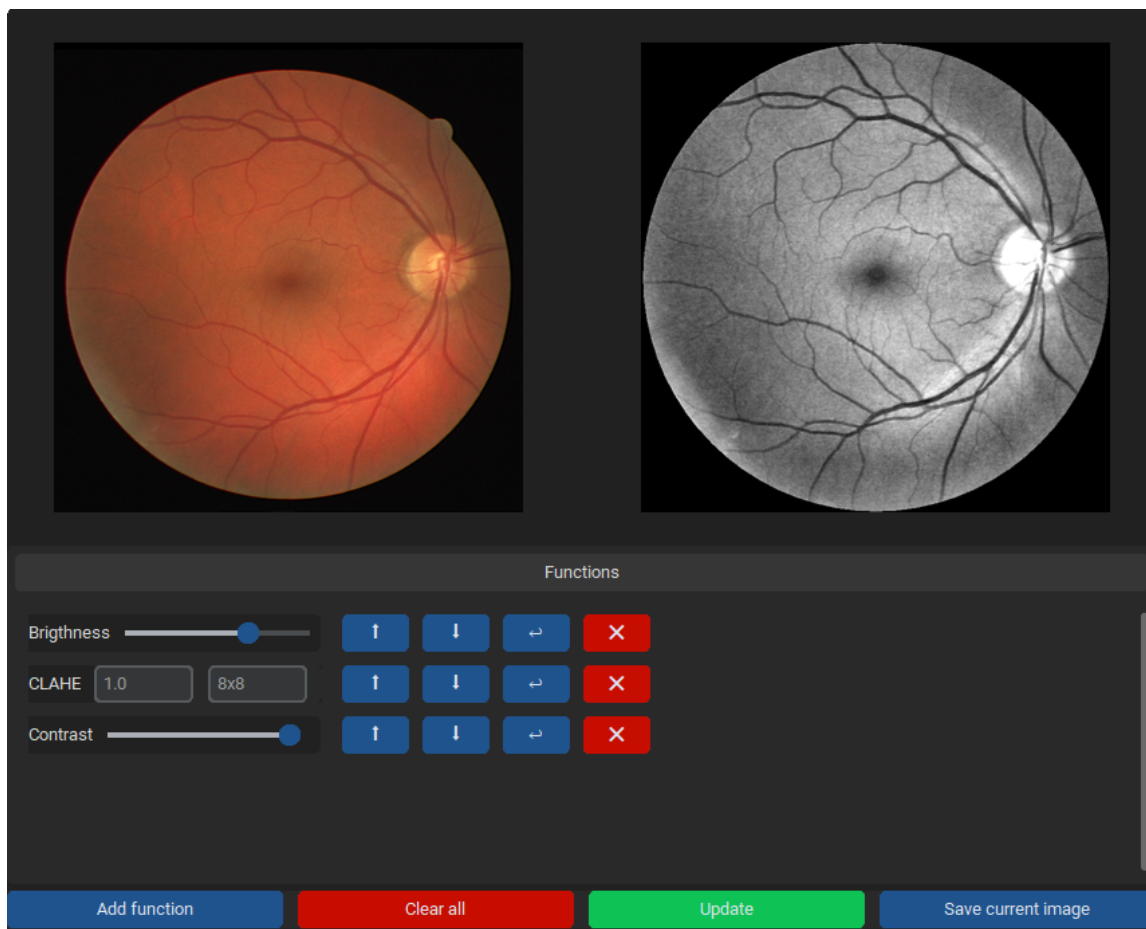 Functions
Brigthness
CLAHE 1.0 8x8
Contrast
Add function Clear all Update Save current image